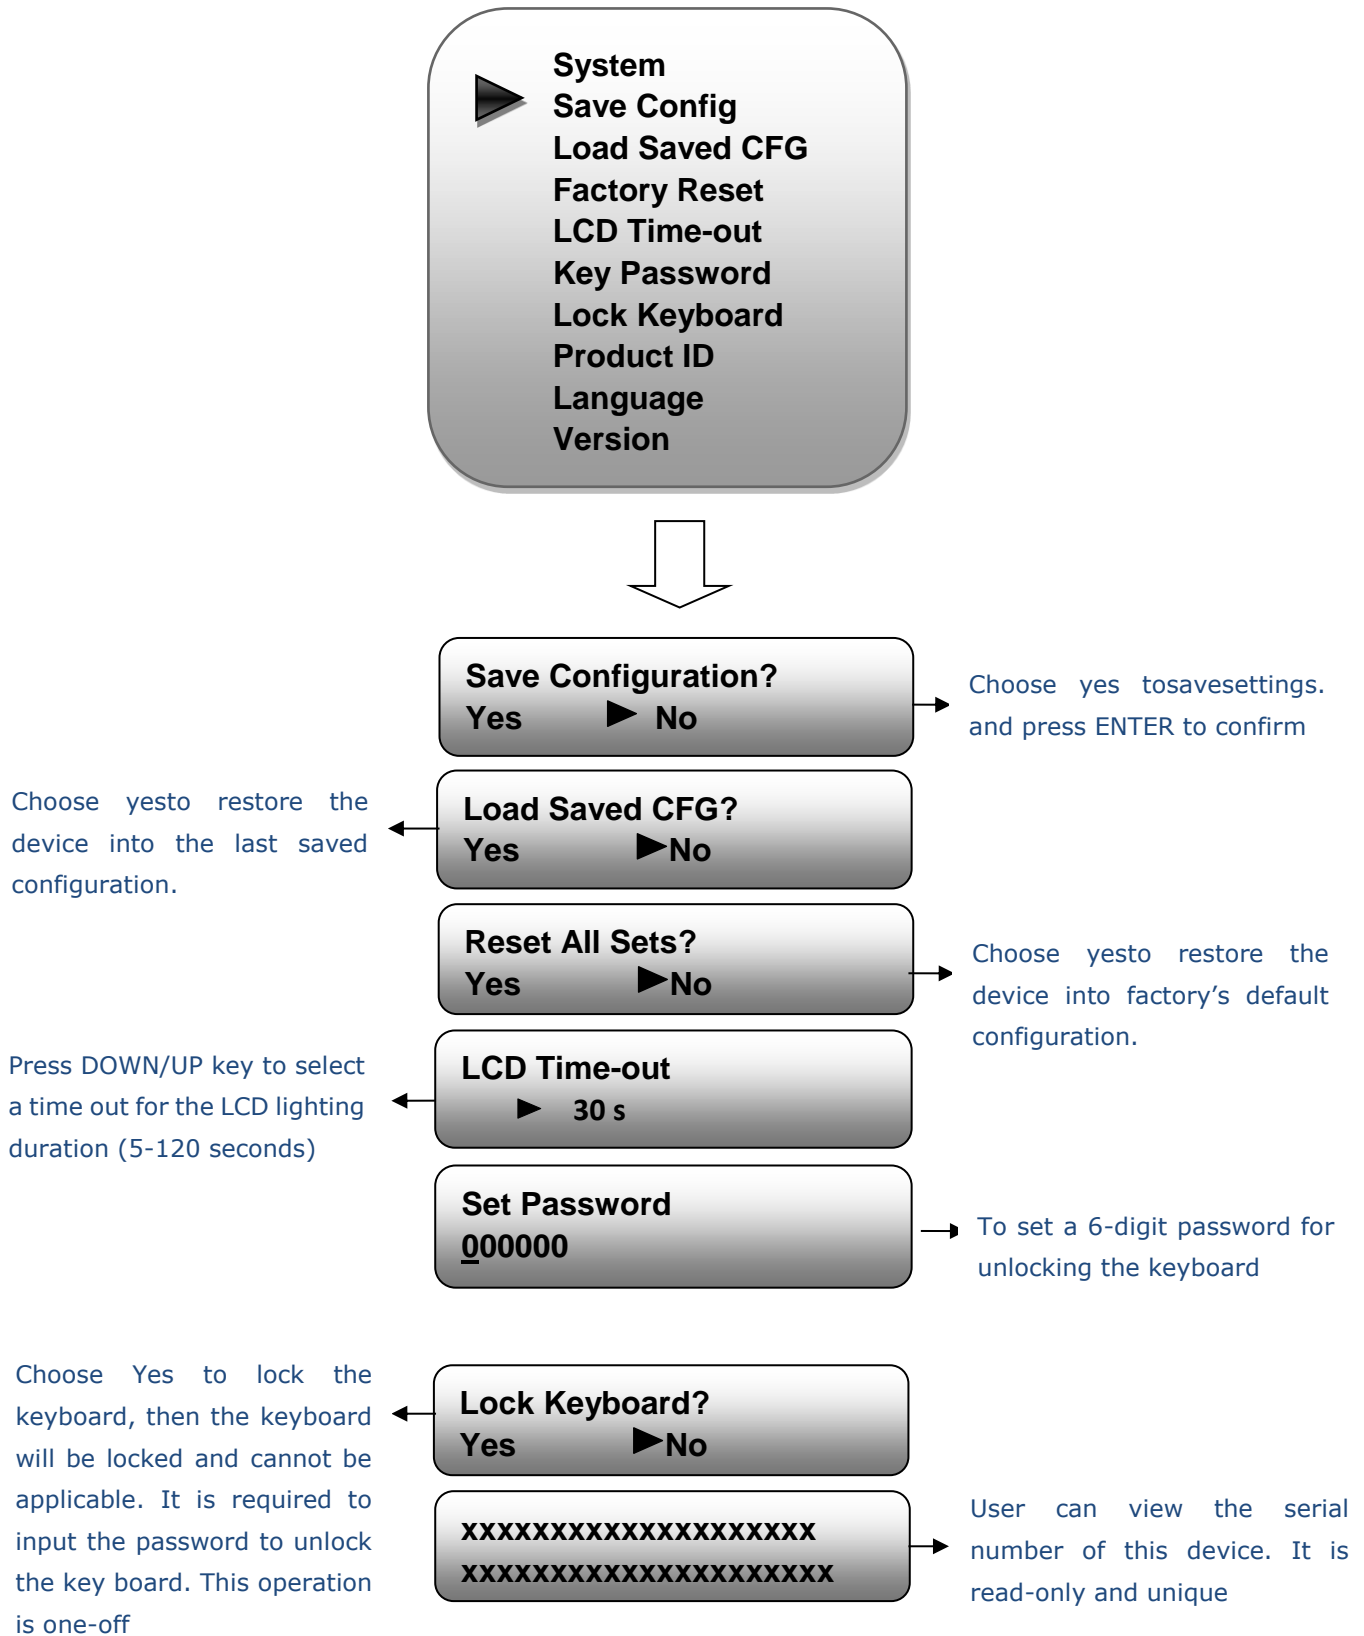 System
Save Config
Load Saved CFG
Factory Reset
LCD Time-out
Key Password
Lock Keyboard
Product ID
Language
Version
Save Configuration?
Yes No
Choose yes tosavesettings.
and press ENTER to confirm
Load Saved CFG?
Yes No
Choose yesto restore the
device into the last saved
configuration.
Reset All Sets?
Yes No
Choose yesto restore the
device into factory’s default
configuration.
LCD Time-out
30 s
Press DOWN/UP key to select
a time out for the LCD lighting
duration (5-120 seconds)
Set Password
000000
To set a 6-digit password for
unlocking the keyboard
Lock Keyboard?
Yes No
Choose Yes to lock the
keyboard, then the keyboard
will be locked and cannot be
applicable. It is required to
input the password to unlock
the key board. This operation
is one-off
xxxxxxxxxxxxxxxxxxxx
xxxxxxxxxxxxxxxxxxxxx
User can view the serial
number of this device. It is
read-only and unique